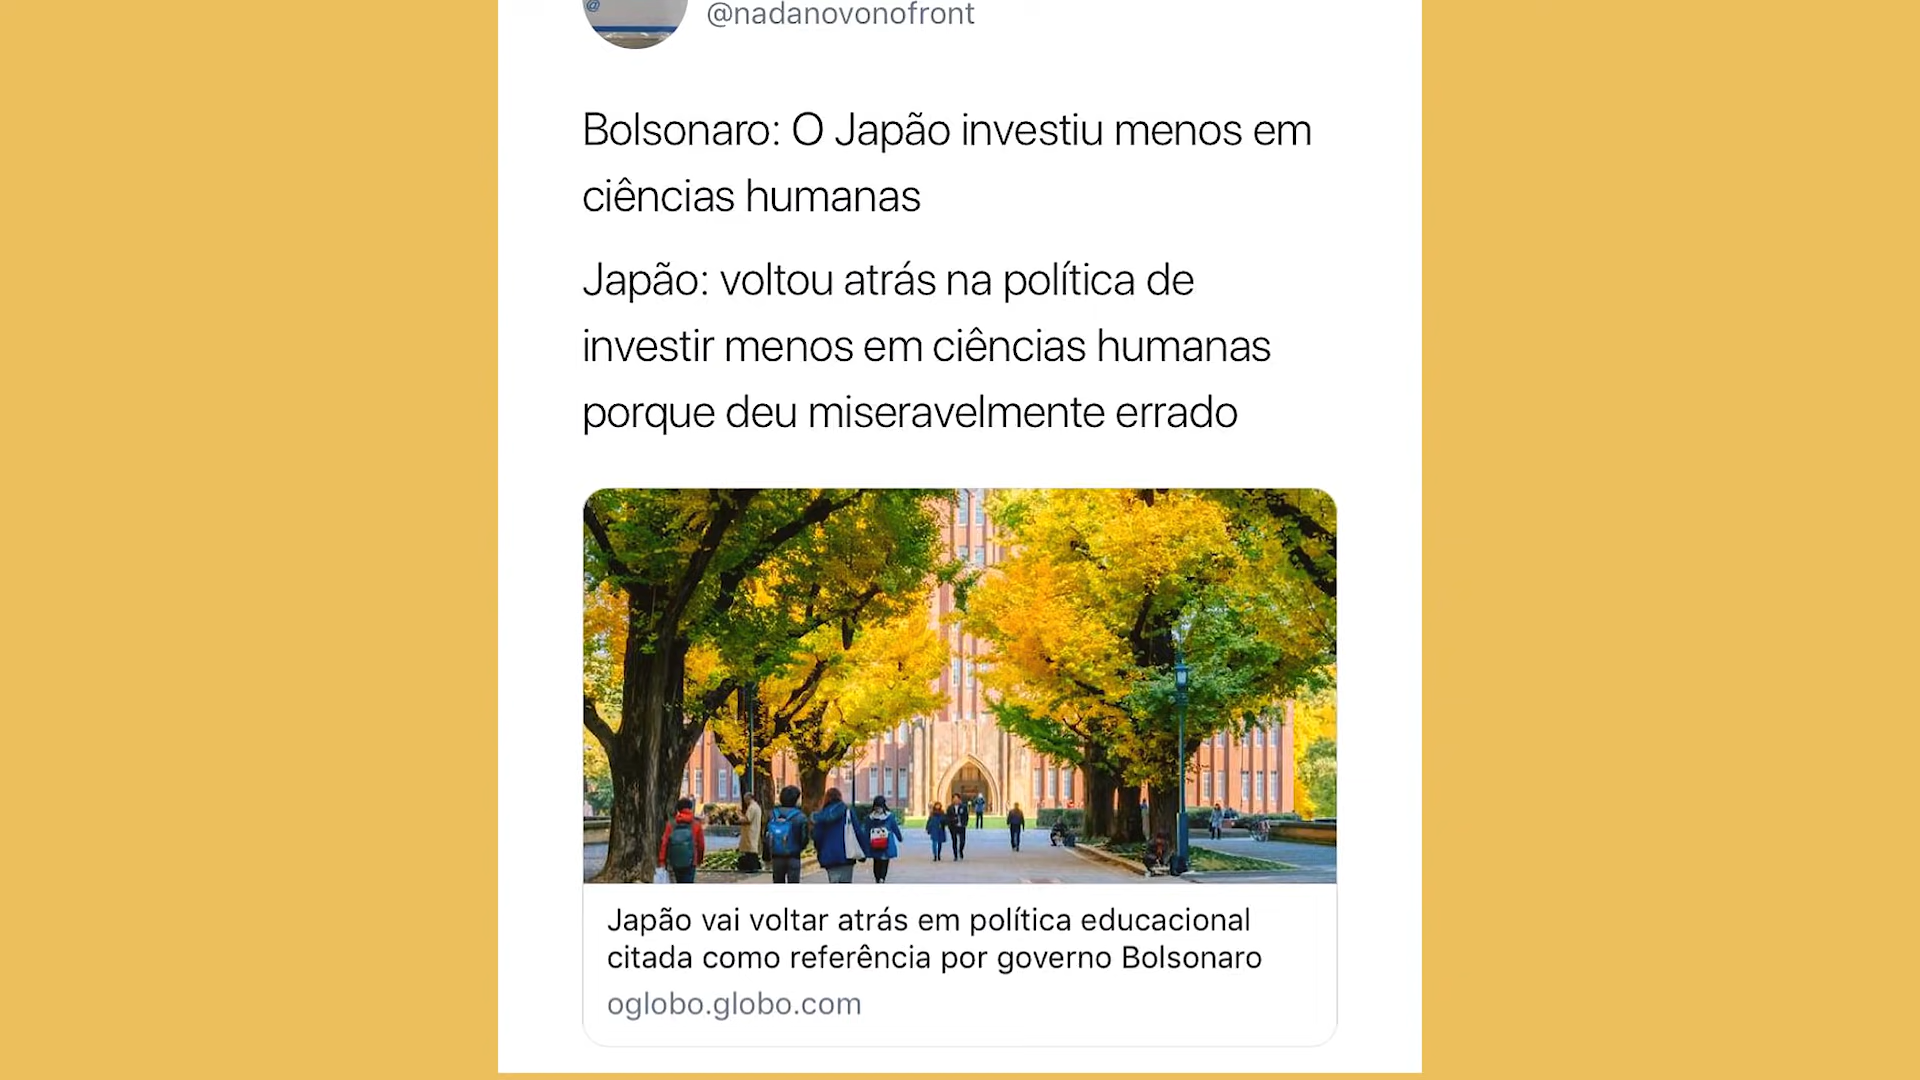 @nadanovonofront
Bolsonaro: O Japão investiu menos em
ciências humanas
Japão: voltou atrás na política de
investir menos em ciências humanas
porque deu miseravelmente errado
Japão vai voltar atrás em política educacional
citada como referência por governo Bolsonaro
oglobo.globo.com